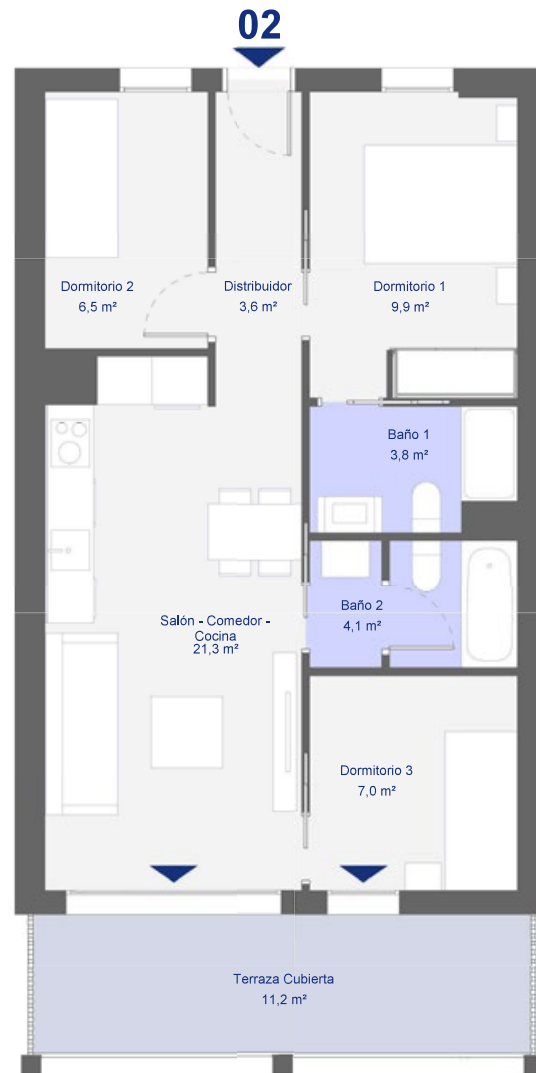 02
Dormitorio 2
6,5 m²
Distribuidor
3,6 m²
Dormitorio 1
9,9 m²
Baño 1
3,8 m²
Baño 2
4,1 m²
Salón - Comedor -
Cocina
21,3 m²
Dormitorio 3
7,0 m²
Terraza Cubierta
11,2 m²